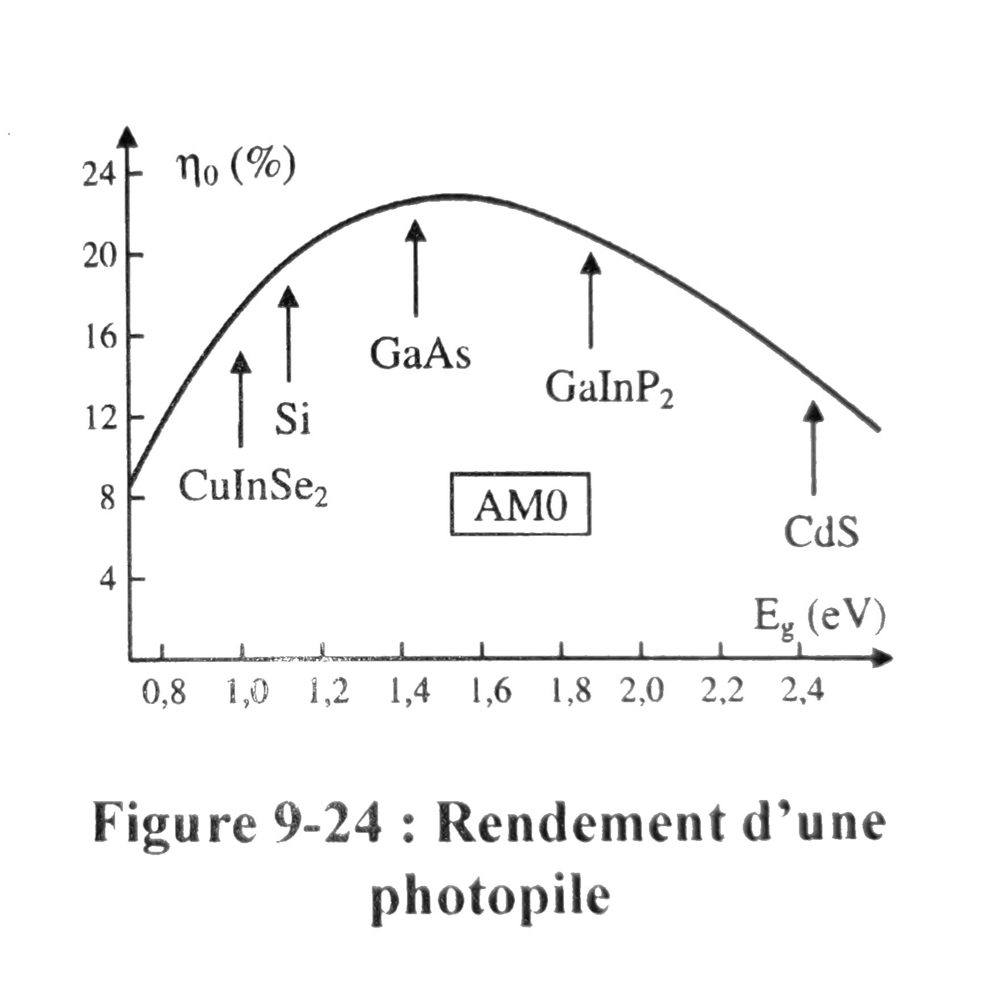 η₀ (%)
24
20
16
12
8
4
GaAs
GaInP₂
Si
CuInSe₂
AM0
CdS
E_g (eV)
0,8 1,0 1,2 1,4 1,6 1,8 2,0 2,2 2,4
Figure 9-24 : Rendement d'une
photopile